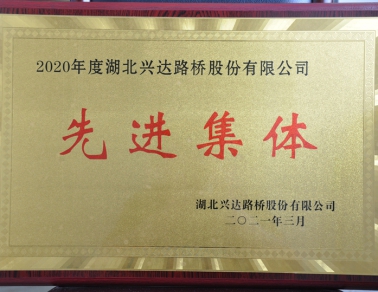 2020年度湖北兴达路桥股份有限公司
先进集体
湖北兴达路桥股份有限公司
二〇二一年三月